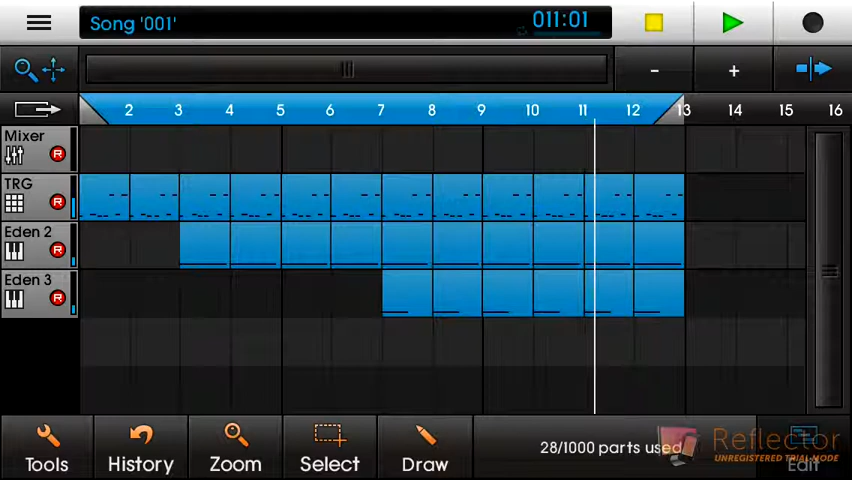 Song '001'
011:01
- +
2 3 4 5 6 7 8 9 10 11 12 13 14 15 16
Mixer
R
TRG
R
Eden 2
R
Eden 3
R
28/1000 parts used
Reflector
UNREGISTERED TRIAL MODE
Tools History Zoom Select Draw Edit